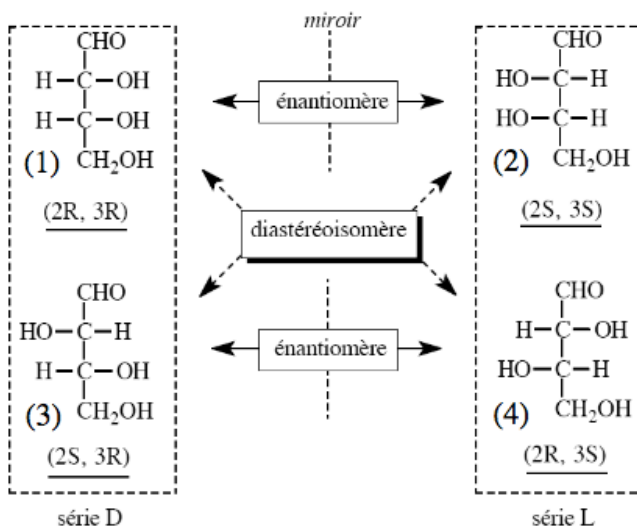 miroir
CHO
H OH
H OH
CH₂OH
(1)
(2R, 3R)
énantiomère
CHO
HO H
HO H
CH₂OH
(2)
(2S, 3S)
diastéréoisomère
CHO
HO H
H OH
CH₂OH
(3)
(2S, 3R)
énantiomère
CHO
H OH
HO H
CH₂OH
(4)
(2R, 3S)
série D
série L